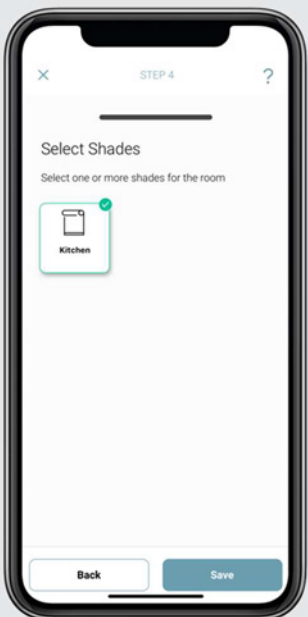 STEP 4
?
Select Shades
Select one or more shades for the room
Kitchen
Back
Save